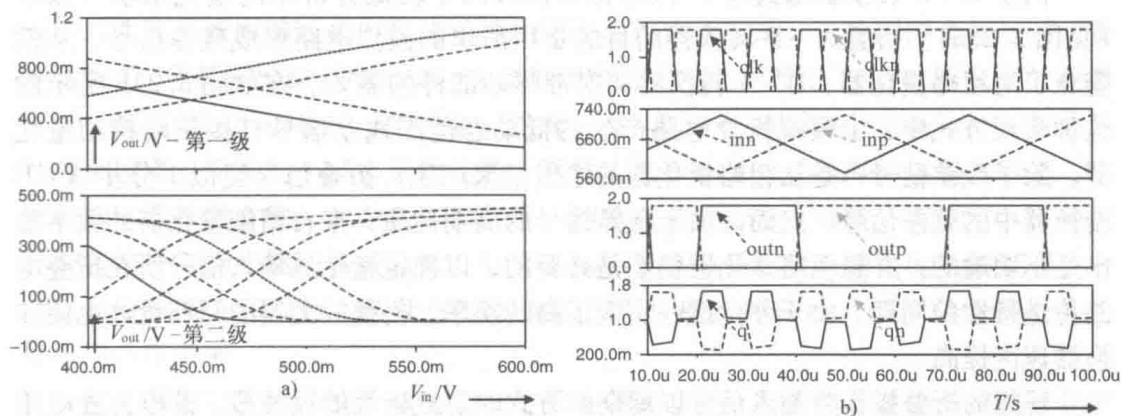 1.2
800.0m
400.0m
0.0
V_out/V－第一级
500.0m
300.0m
100.0m
-100.0m
V_out/V－第二级
400.0m
450.0m
500.0m
550.0m
600.0m
a)
V_in/V
2.0
1.0
0.0
clk
clkn
740.0m
660.0m
560.0m
inn
inp
2.0
1.0
0.0
outn
outp
1.8
1.0
200.0m
q
qn
10.0u 20.0u 30.0u 40.0u 50.0u 60.0u 70.0u 80.0u 90.0u 100.0u
b)
T/s